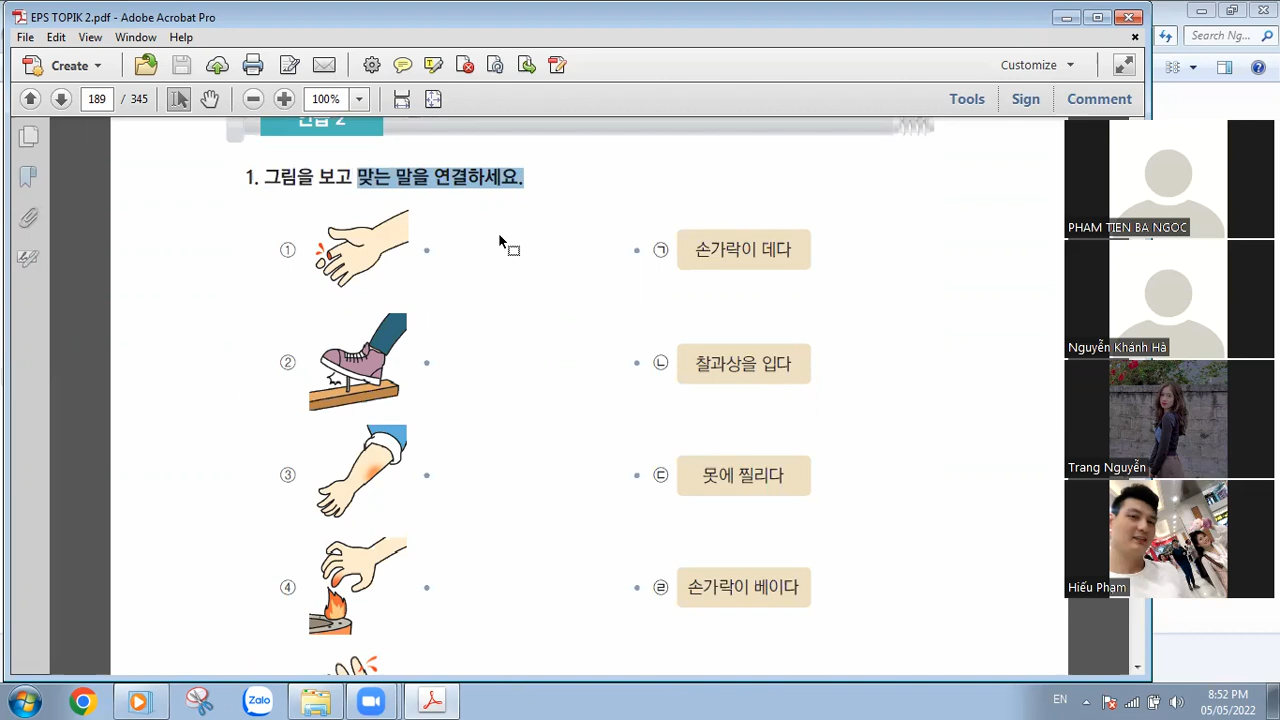 EPS TOPIK 2.pdf - Adobe Acrobat Pro
Search Ng...
File Edit View Window Help
Create
Customize
189 / 345
100%
Tools Sign Comment
1. 그림을 보고 맞는 말을 연결하세요.
① ㉠ 손가락이 데다
② ㉡ 찰과상을 입다
③ ㉢ 못에 찔리다
④ ㉣ 손가락이 베이다
PHAM TIEN BA NGOC
Nguyễn Khánh Hà
Trang Nguyễn
Hiếu Phạm
Zalo
EN
8:52 PM
05/05/2022